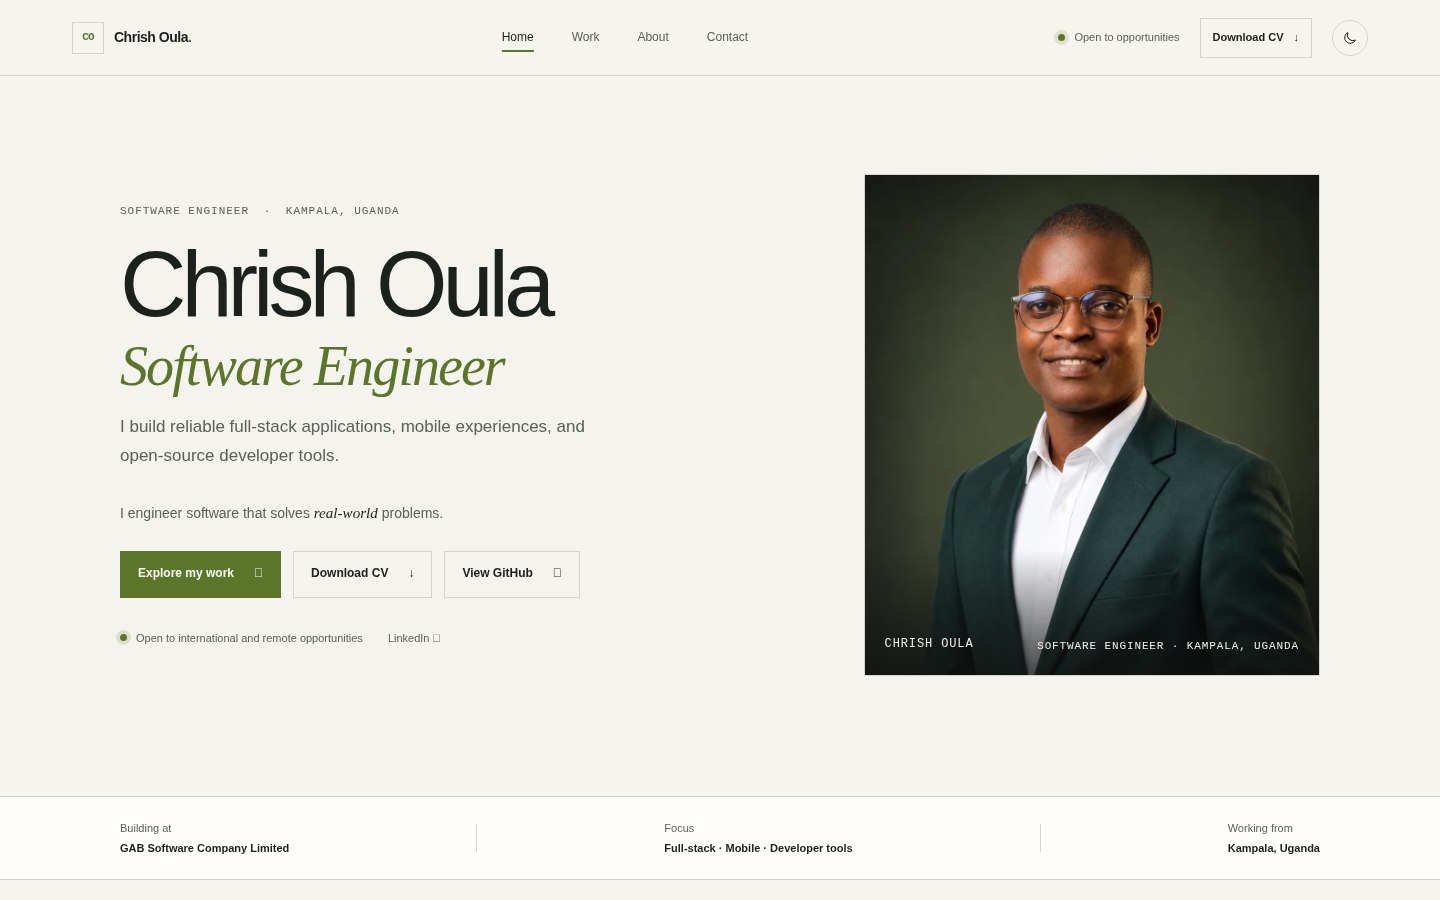 co Chrish Oula. Home Work About Contact Open to opportunities Download CV ↓
SOFTWARE ENGINEER · KAMPALA, UGANDA
Chrish Oula
Software Engineer
I build reliable full-stack applications, mobile experiences, and
open-source developer tools.
I engineer software that solves real-world problems.
Explore my work Download CV ↓ View GitHub
Open to international and remote opportunities LinkedIn
CHRISH OULA SOFTWARE ENGINEER · KAMPALA, UGANDA
Building at Focus Working from
GAB Software Company Limited Full-stack · Mobile · Developer tools Kampala, Uganda